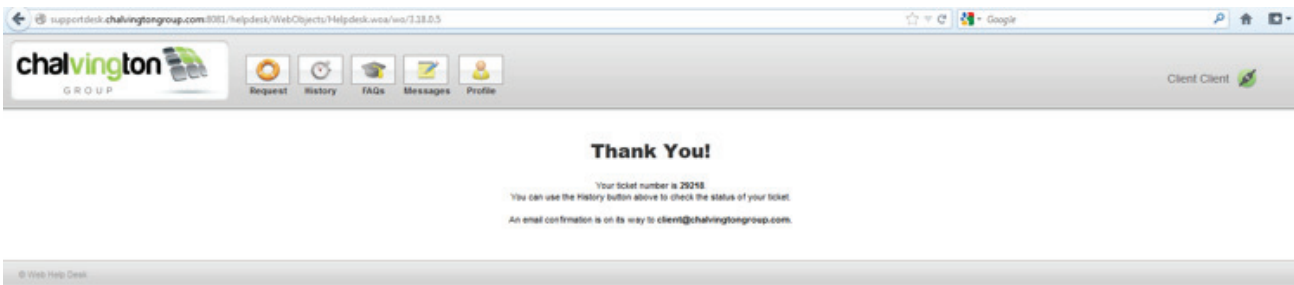 supportdesk.chalvingtongroup.com:8081/helpdesk/WebObjects/Helpdesk.woa/wo/3.18.0.5
Google
chalvington
GROUP
Request History FAQs Messages Profile
Client Client
Thank You!
Your ticket number is 29218.
You can use the History button above to check the status of your ticket.
An email confirmation is on its way to client@chalvingtongroup.com.
© Web Help Desk